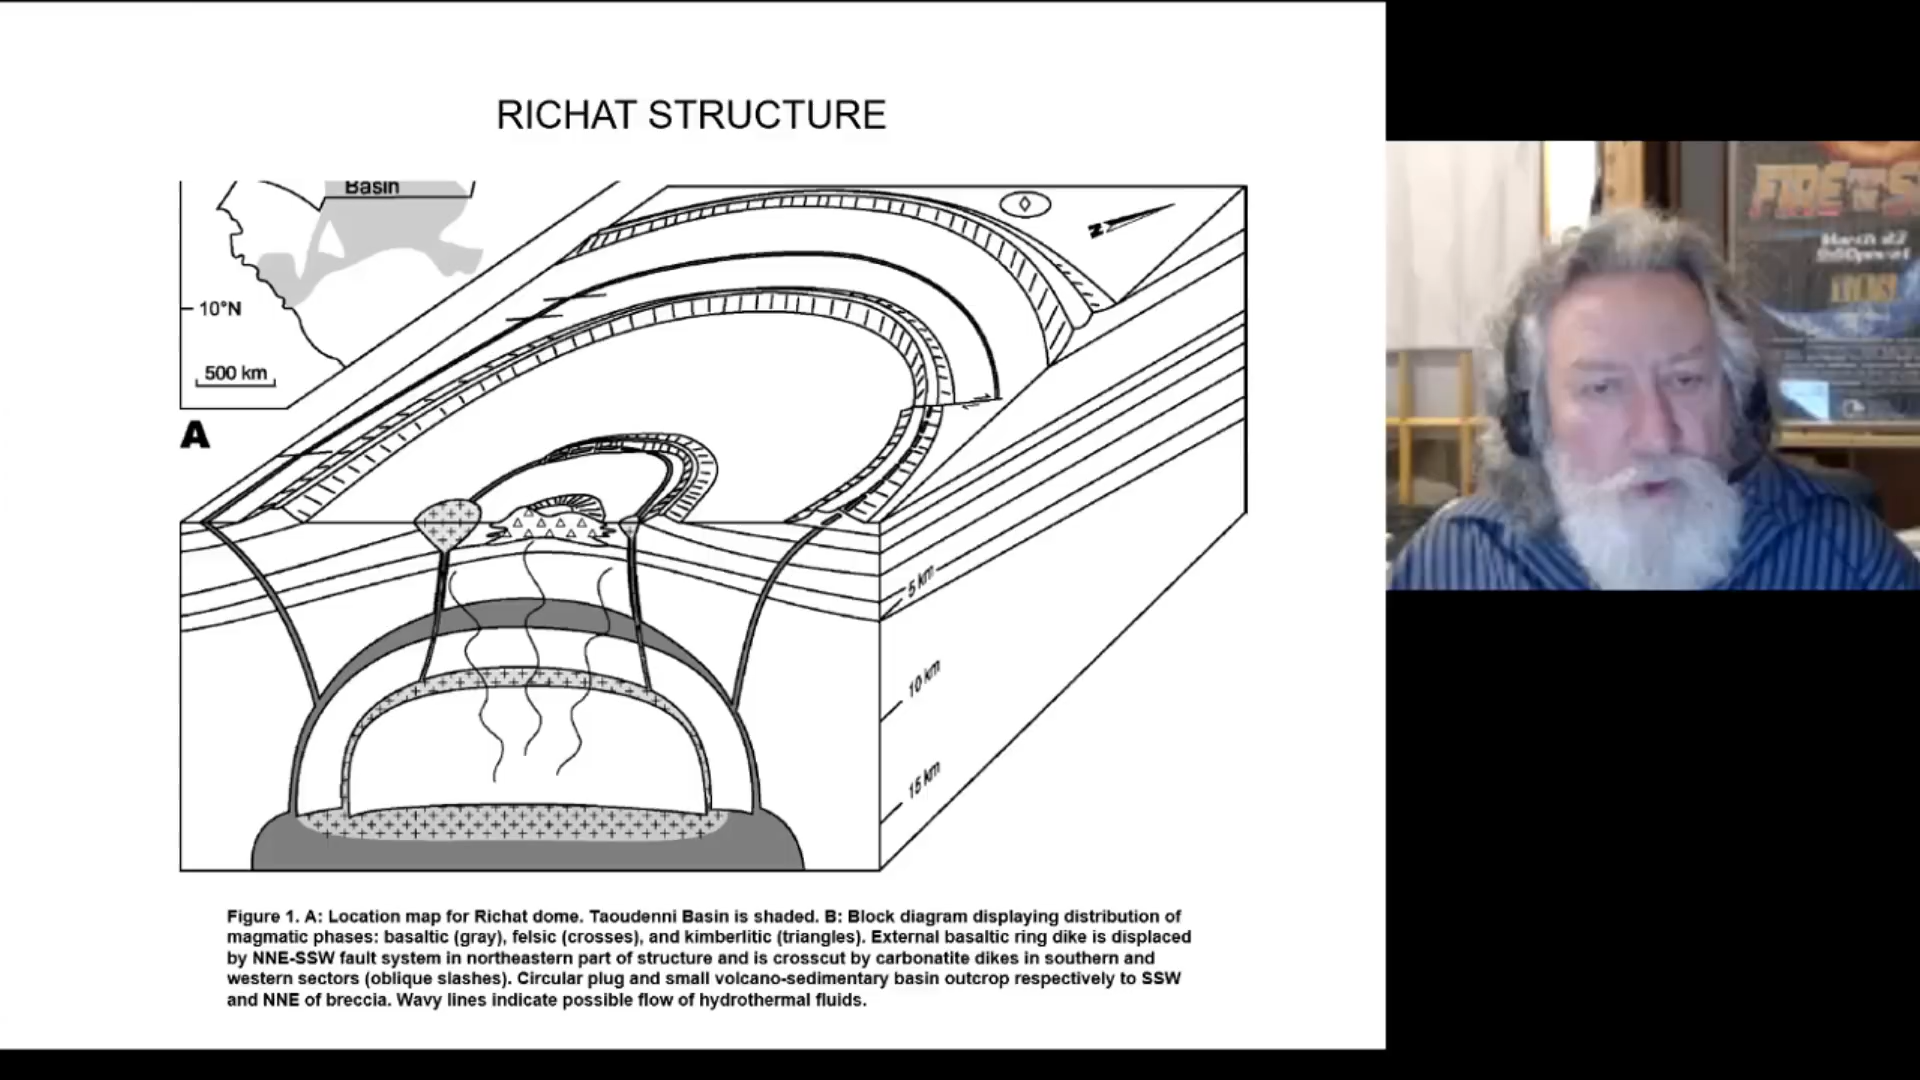 RICHAT STRUCTURE
Basin
N
10°N
500 km
A
5 km
10 km
15 km
Figure 1. A: Location map for Richat dome. Taoudenni Basin is shaded. B: Block diagram displaying distribution of
magmatic phases: basaltic (gray), felsic (crosses), and kimberlitic (triangles). External basaltic ring dike is displaced
by NNE-SSW fault system in northeastern part of structure and is crosscut by carbonatite dikes in southern and
western sectors (oblique slashes). Circular plug and small volcano-sedimentary basin outcrop respectively to SSW
and NNE of breccia. Wavy lines indicate possible flow of hydrothermal fluids.
FIRE
March 27